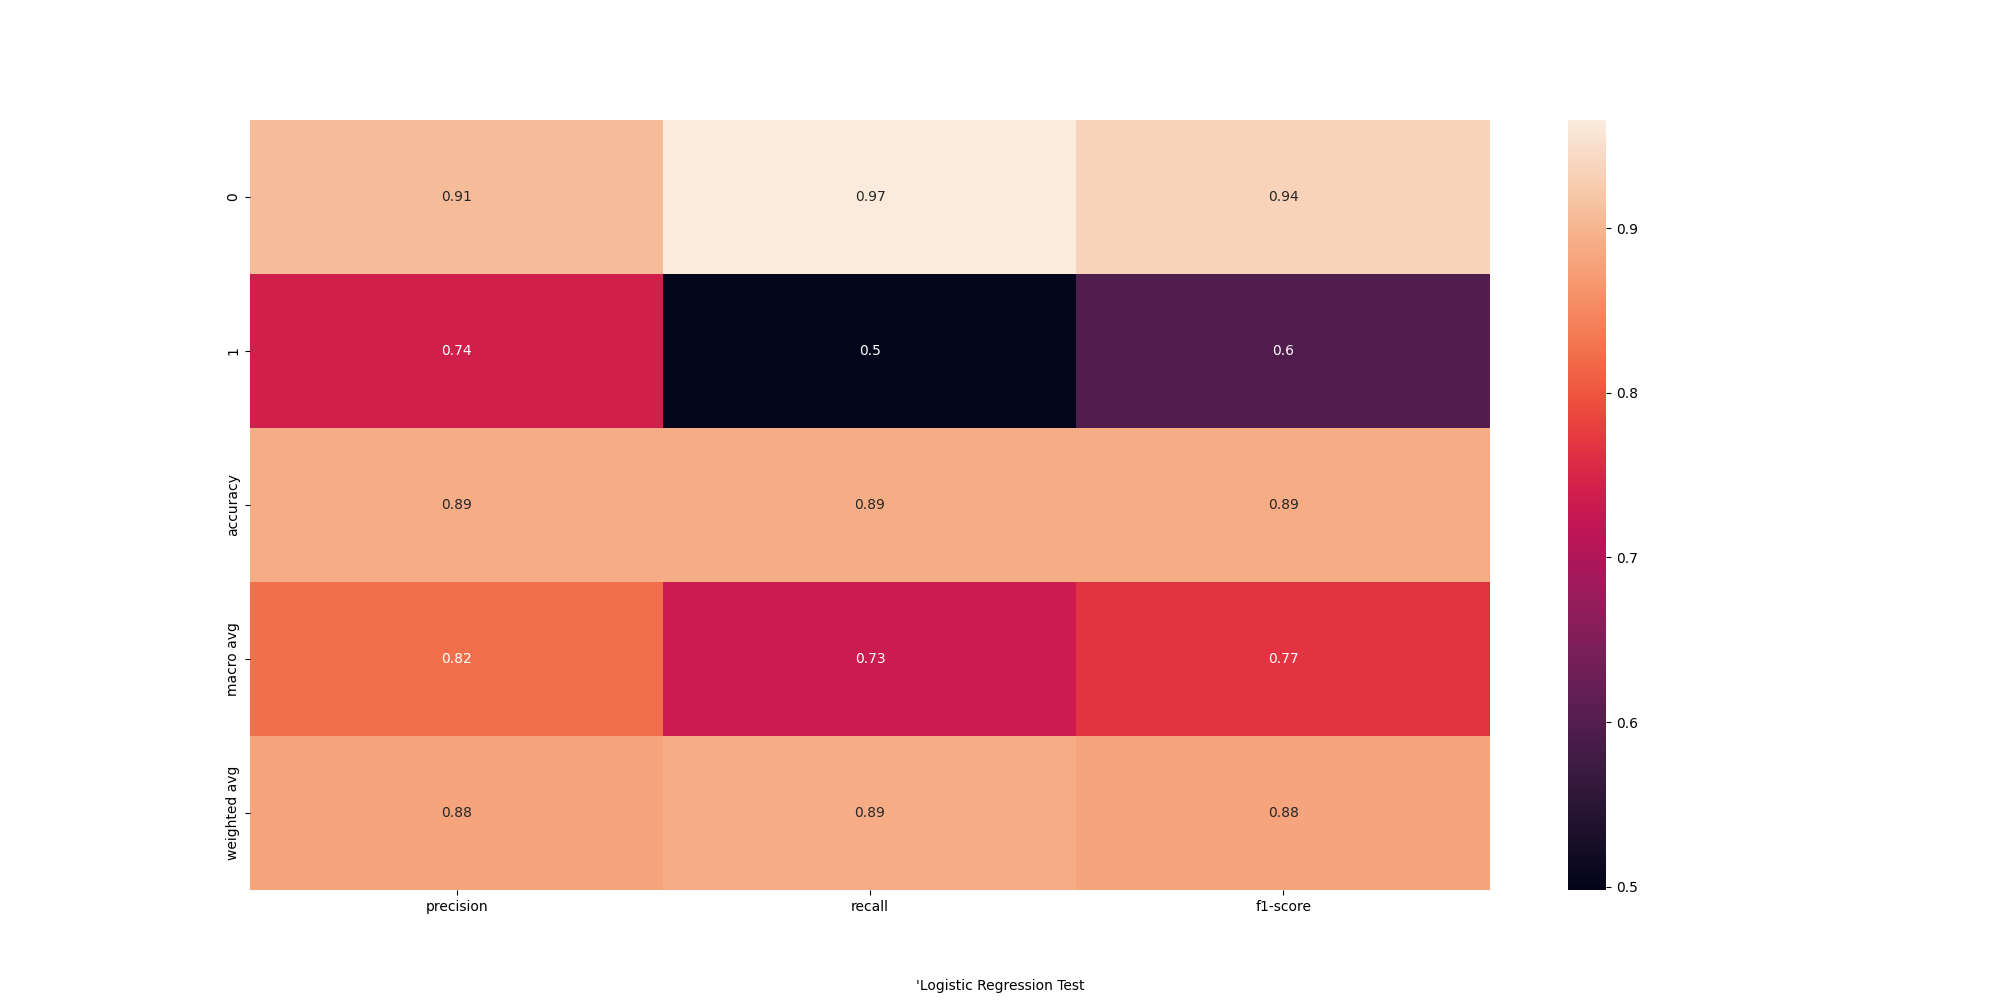 0 0.91 0.97 0.94
1 0.74 0.5 0.6
accuracy 0.89 0.89 0.89
macro avg 0.82 0.73 0.77
weighted avg 0.88 0.89 0.88
precision recall f1-score
0.9
0.8
0.7
0.6
0.5
'Logistic Regression Test